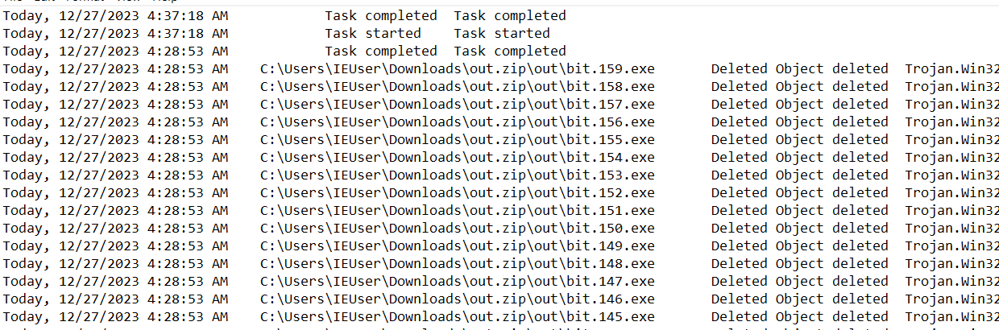 Today, 12/27/2023 4:37:18 AM Task completed Task completed
Today, 12/27/2023 4:37:18 AM Task started Task started
Today, 12/27/2023 4:28:53 AM Task completed Task completed
Today, 12/27/2023 4:28:53 AM C:\Users\IEUser\Downloads\out.zip\out\bit.159.exe Deleted Object deleted Trojan.Win32
Today, 12/27/2023 4:28:53 AM C:\Users\IEUser\Downloads\out.zip\out\bit.158.exe Deleted Object deleted Trojan.Win32
Today, 12/27/2023 4:28:53 AM C:\Users\IEUser\Downloads\out.zip\out\bit.157.exe Deleted Object deleted Trojan.Win32
Today, 12/27/2023 4:28:53 AM C:\Users\IEUser\Downloads\out.zip\out\bit.156.exe Deleted Object deleted Trojan.Win32
Today, 12/27/2023 4:28:53 AM C:\Users\IEUser\Downloads\out.zip\out\bit.155.exe Deleted Object deleted Trojan.Win32
Today, 12/27/2023 4:28:53 AM C:\Users\IEUser\Downloads\out.zip\out\bit.154.exe Deleted Object deleted Trojan.Win32
Today, 12/27/2023 4:28:53 AM C:\Users\IEUser\Downloads\out.zip\out\bit.153.exe Deleted Object deleted Trojan.Win32
Today, 12/27/2023 4:28:53 AM C:\Users\IEUser\Downloads\out.zip\out\bit.152.exe Deleted Object deleted Trojan.Win32
Today, 12/27/2023 4:28:53 AM C:\Users\IEUser\Downloads\out.zip\out\bit.151.exe Deleted Object deleted Trojan.Win32
Today, 12/27/2023 4:28:53 AM C:\Users\IEUser\Downloads\out.zip\out\bit.150.exe Deleted Object deleted Trojan.Win32
Today, 12/27/2023 4:28:53 AM C:\Users\IEUser\Downloads\out.zip\out\bit.149.exe Deleted Object deleted Trojan.Win32
Today, 12/27/2023 4:28:53 AM C:\Users\IEUser\Downloads\out.zip\out\bit.148.exe Deleted Object deleted Trojan.Win32
Today, 12/27/2023 4:28:53 AM C:\Users\IEUser\Downloads\out.zip\out\bit.147.exe Deleted Object deleted Trojan.Win32
Today, 12/27/2023 4:28:53 AM C:\Users\IEUser\Downloads\out.zip\out\bit.146.exe Deleted Object deleted Trojan.Win32
Today, 12/27/2023 4:28:53 AM C:\Users\IEUser\Downloads\out.zip\out\bit.145.exe Deleted Object deleted Trojan.Win32